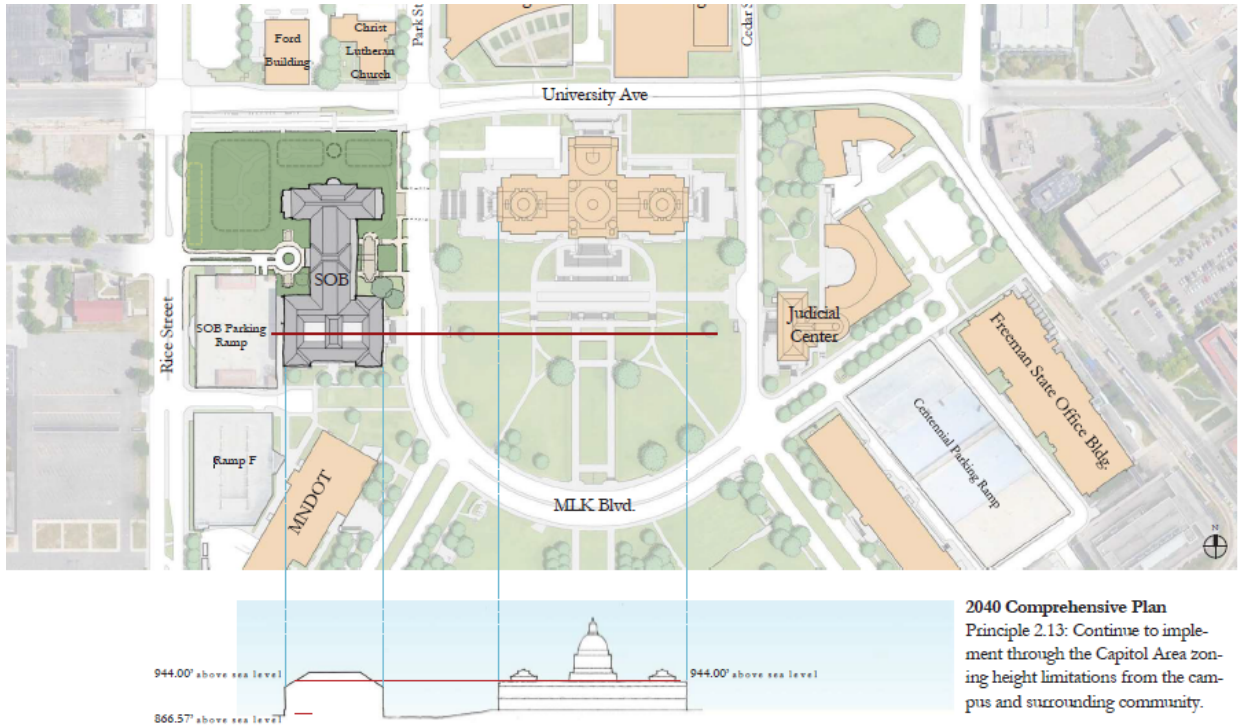 Ford
Building
Christ
Lutheran
Church
Park St
Cedar S
University Ave
SOB
SOB Parking
Ramp
Rice Street
Judicial
Center
Freeman State Office Bldg.
Centennial Parking Ramp
Ramp F
MNDOT
MLK Blvd.
N
2040 Comprehensive Plan
Principle 2.13: Continue to imple-
ment through the Capitol Area zon-
ing height limitations from the cam-
pus and surrounding community.
944.00' above sea level
944.00' above sea level
866.57' above sea level